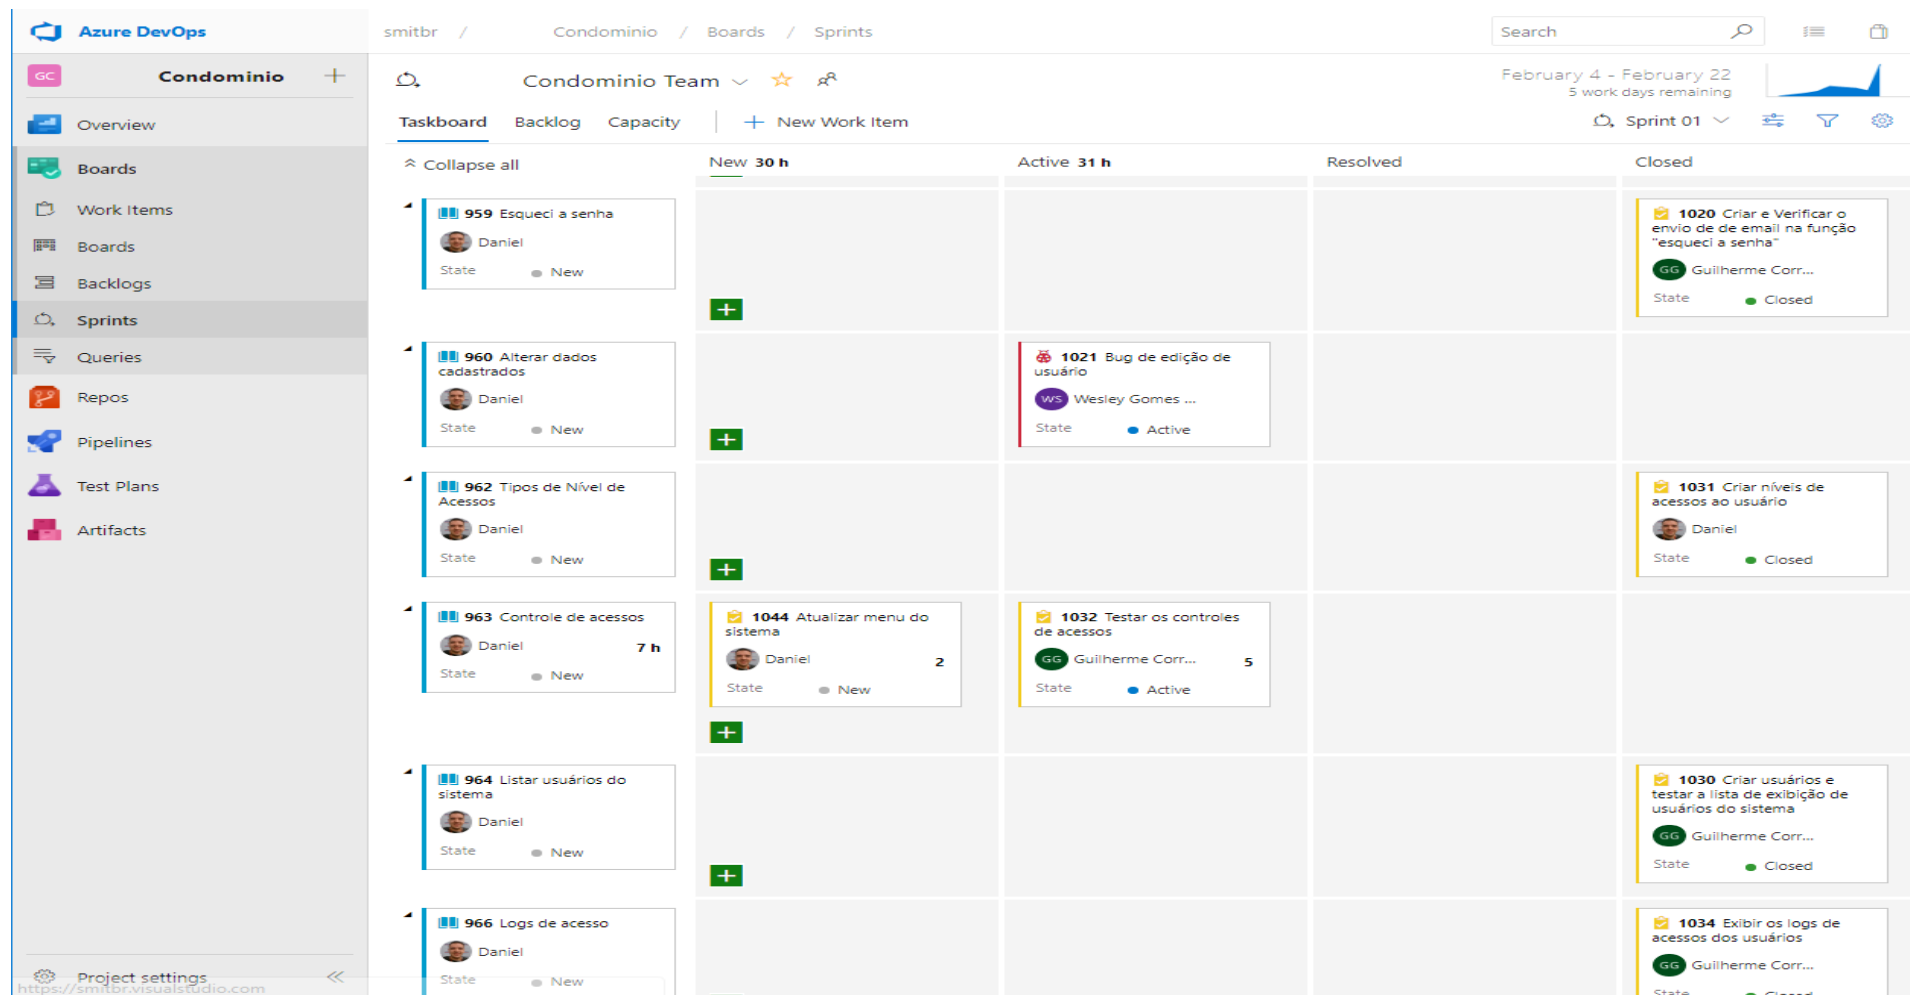 Azure DevOps
smitbr / Condominio / Boards / Sprints
Search
GC Condominio
Condominio Team
February 4 - February 22
5 work days remaining
Overview
Taskboard Backlog Capacity New Work Item
Sprint 01
Boards
Work Items
Boards
Backlogs
Sprints
Queries
Repos
Pipelines
Test Plans
Artifacts
Project settings
https://smitbr.visualstudio.com
Collapse all
New 30 h
Active 31 h
Resolved
Closed
959 Esqueci a senha
Daniel
State New
1020 Criar e Verificar o
envio de de email na função
"esqueci a senha"
GG Guilherme Corr...
State Closed
960 Alterar dados
cadastrados
Daniel
State New
1021 Bug de edição de
usuário
WS Wesley Gomes ...
State Active
962 Tipos de Nível de
Acessos
Daniel
State New
1031 Criar níveis de
acessos ao usuário
Daniel
State Closed
963 Controle de acessos
Daniel 7 h
State New
1044 Atualizar menu do
sistema
Daniel 2
State New
1032 Testar os controles
de acessos
GG Guilherme Corr... 5
State Active
964 Listar usuários do
sistema
Daniel
State New
1030 Criar usuários e
testar a lista de exibição de
usuários do sistema
GG Guilherme Corr...
State Closed
966 Logs de acesso
Daniel
State New
1034 Exibir os logs de
acessos dos usuários
GG Guilherme Corr...
State Closed